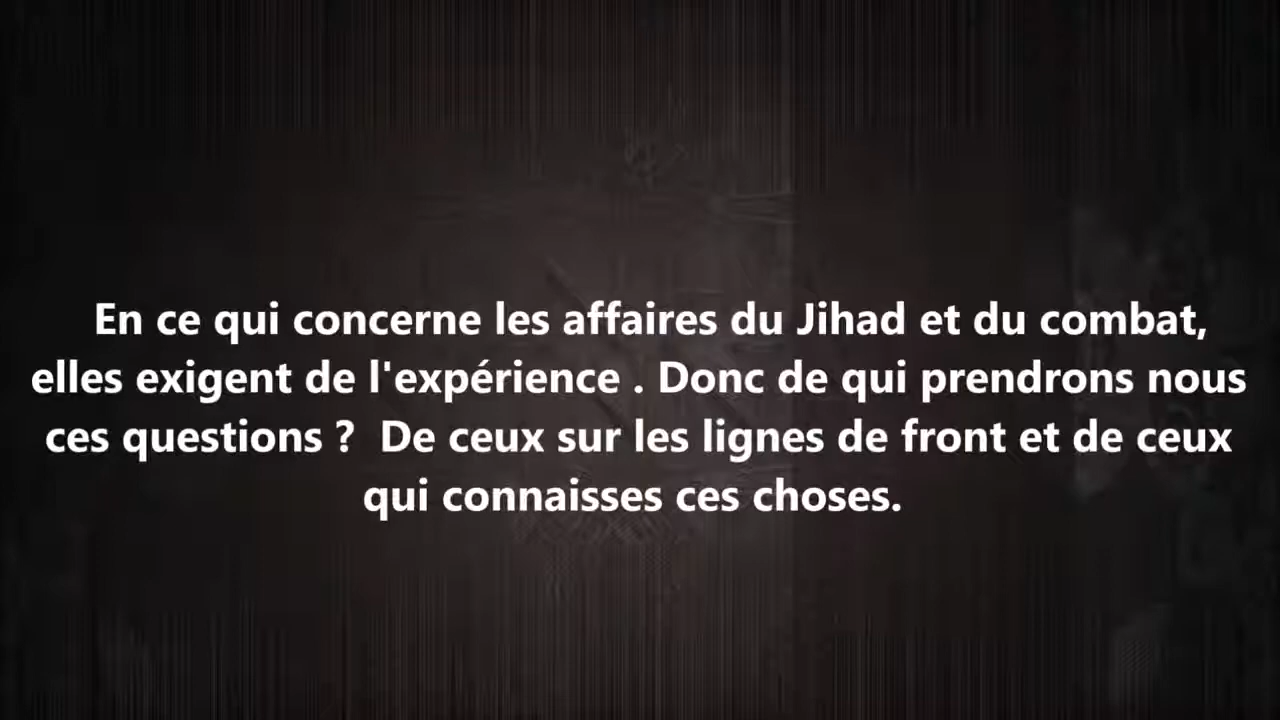 En ce qui concerne les affaires du Jihad et du combat,
elles exigent de l'expérience . Donc de qui prendrons nous
ces questions ? De ceux sur les lignes de front et de ceux
qui connaisses ces choses.